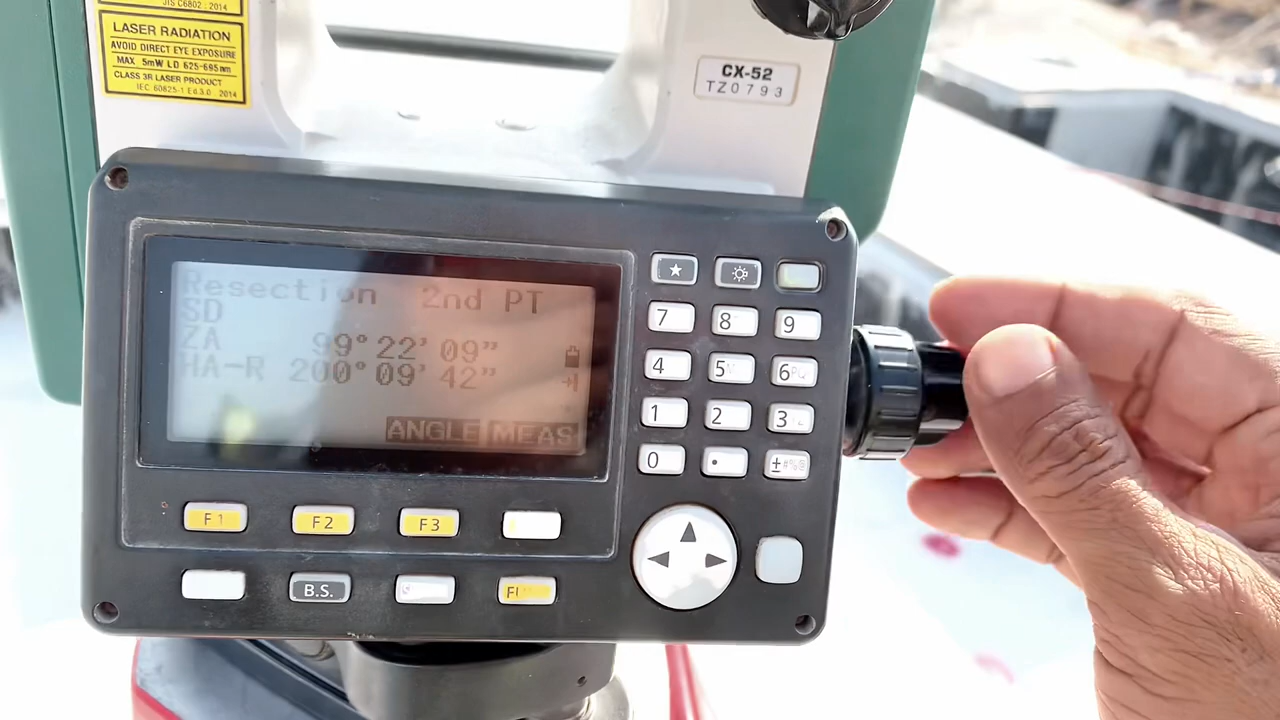 JIS C6802 : 2014
LASER RADIATION
AVOID DIRECT EYE EXPOSURE
MAX 5mW LD 625-695nm
CLASS 3R LASER PRODUCT
IEC 60825-1 Ed.3.0 2014
CX-52
TZ0793
Resection 2nd PT
SD
ZA 99°22'09"
HA-R 200°09'42"
ANGLE MEAS
7 8 9
4 5 6
1 2 3
0 . ±#%@
F1 F2 F3
B.S.